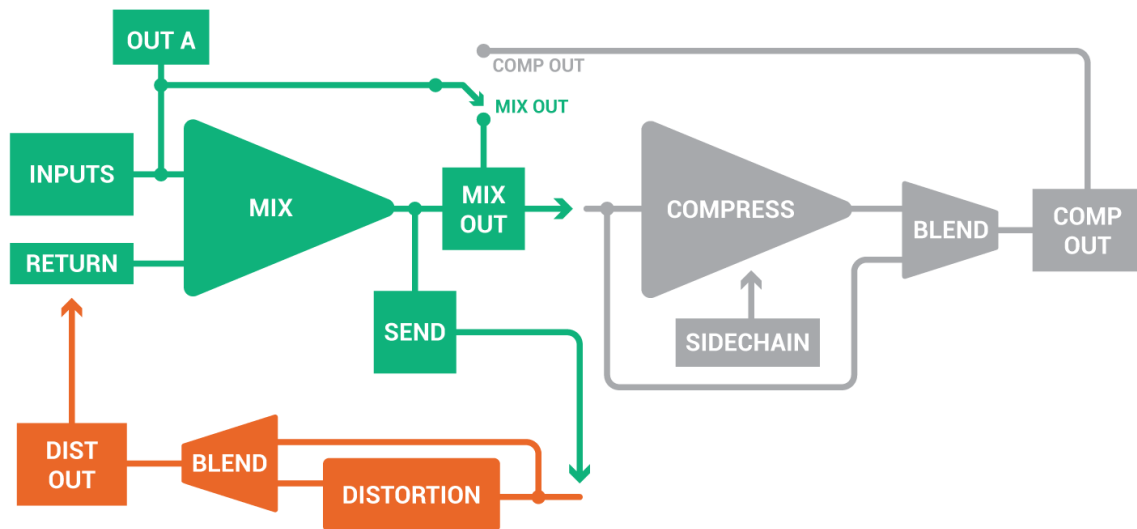 OUT A
COMP OUT
MIX OUT
INPUTS
MIX
MIX
OUT
COMPRESS
BLEND
COMP
OUT
RETURN
SEND
SIDECHAIN
DIST
OUT
BLEND
DISTORTION